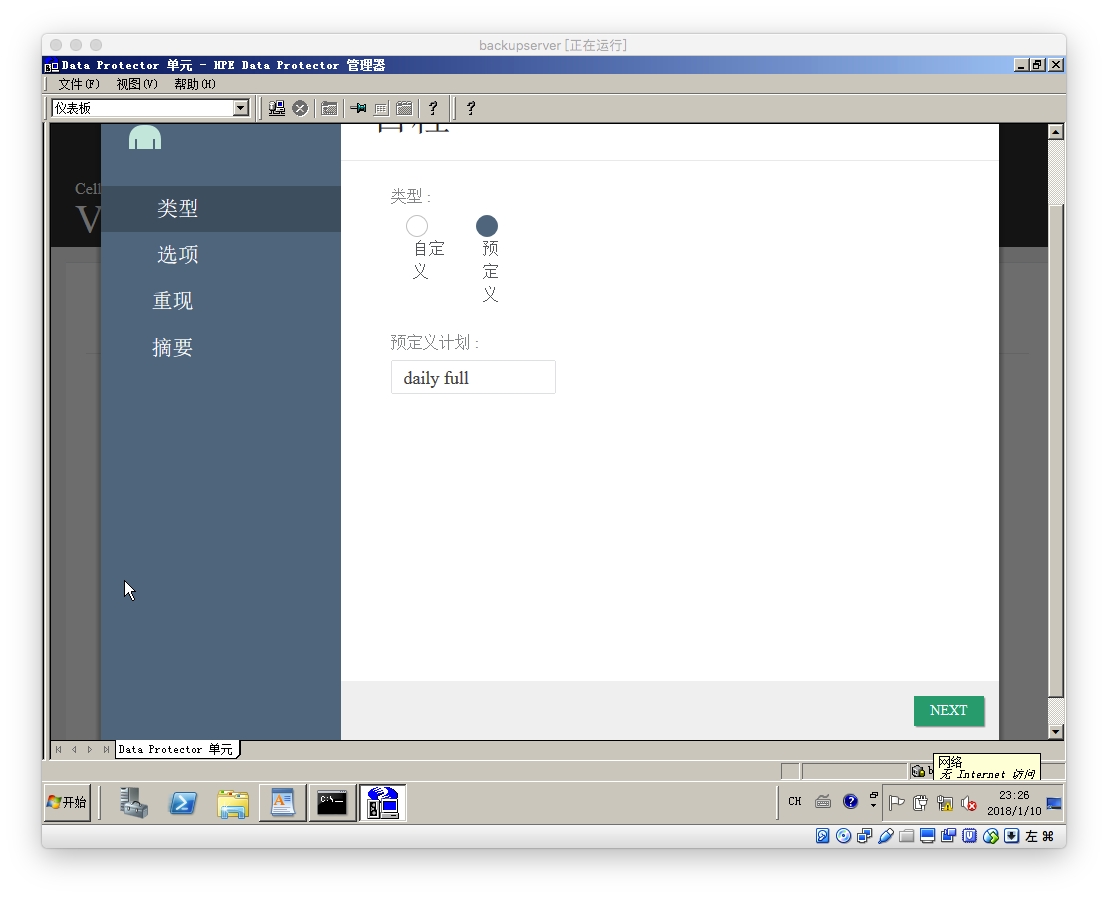 backupserver [正在运行]
Data Protector 单元 - HPE Data Protector 管理器
文件(F) 视图(V) 帮助(H)
仪表板
Cell
V
类型
选项
重现
摘要
类型 :
自定义
预定义
预定义计划 :
daily full
NEXT
Data Protector 单元
网络
无 Internet 访问
开始
CH
23:26
2018/1/10
左 ⌘